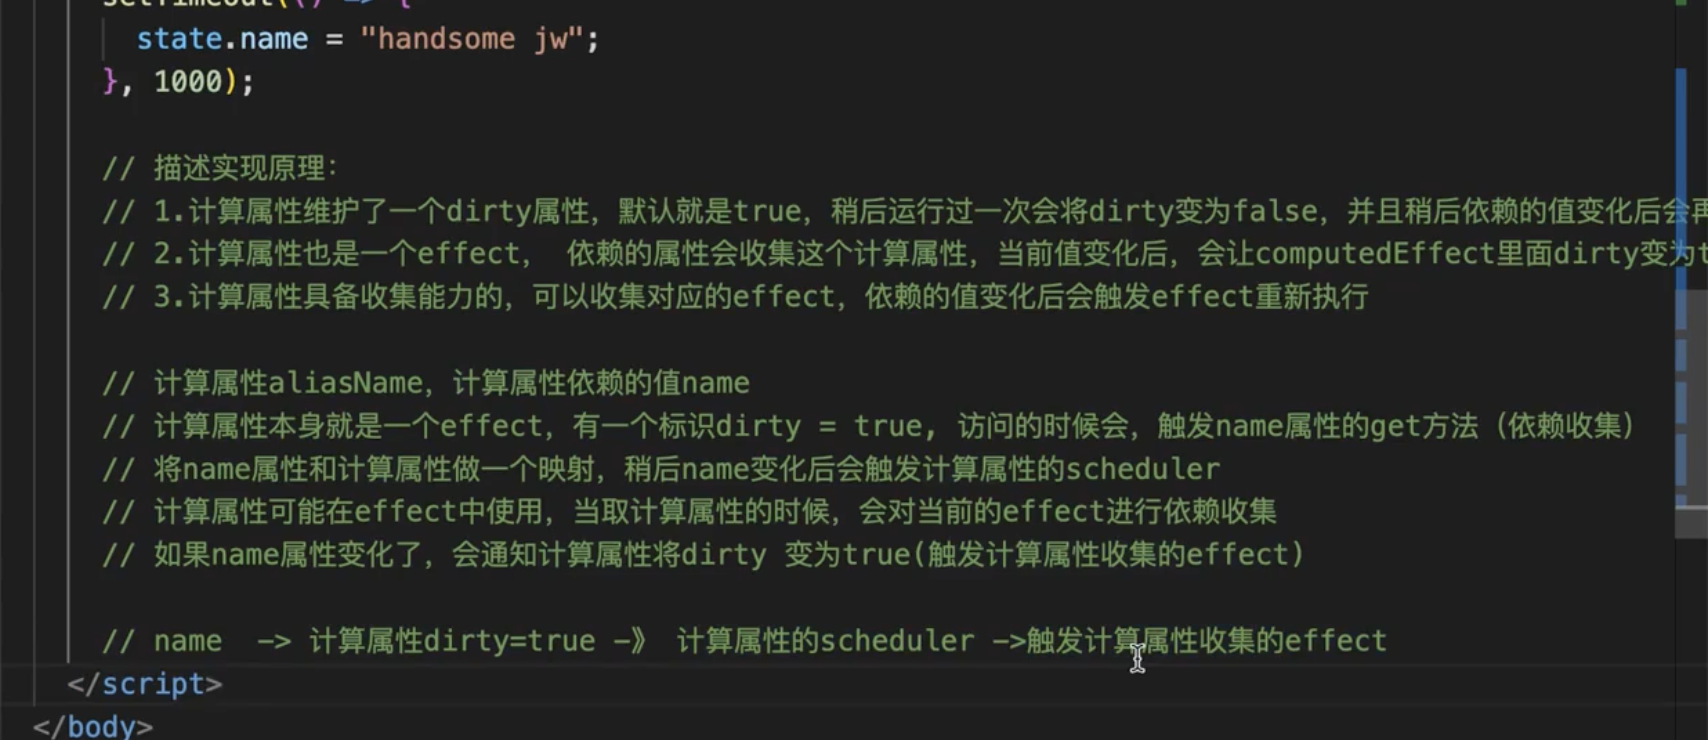 setTimeout(() => {
state.name = "handsome jw";
}, 1000);
// 描述实现原理:
// 1.计算属性维护了一个dirty属性，默认就是true，稍后运行过一次会将dirty变为false，并且稍后依赖的值变化后会再
// 2.计算属性也是一个effect， 依赖的属性会收集这个计算属性，当前值变化后，会让computedEffect里面dirty变为t
// 3.计算属性具备收集能力的，可以收集对应的effect，依赖的值变化后会触发effect重新执行
// 计算属性aliasName，计算属性依赖的值name
// 计算属性本身就是一个effect，有一个标识dirty = true, 访问的时候会，触发name属性的get方法（依赖收集）
// 将name属性和计算属性做一个映射，稍后name变化后会触发计算属性的scheduler
// 计算属性可能在effect中使用，当取计算属性的时候，会对当前的effect进行依赖收集
// 如果name属性变化了，会通知计算属性将dirty 变为true(触发计算属性收集的effect)
// name -> 计算属性dirty=true -》 计算属性的scheduler ->触发计算属性收集的effect
</script>
</body>